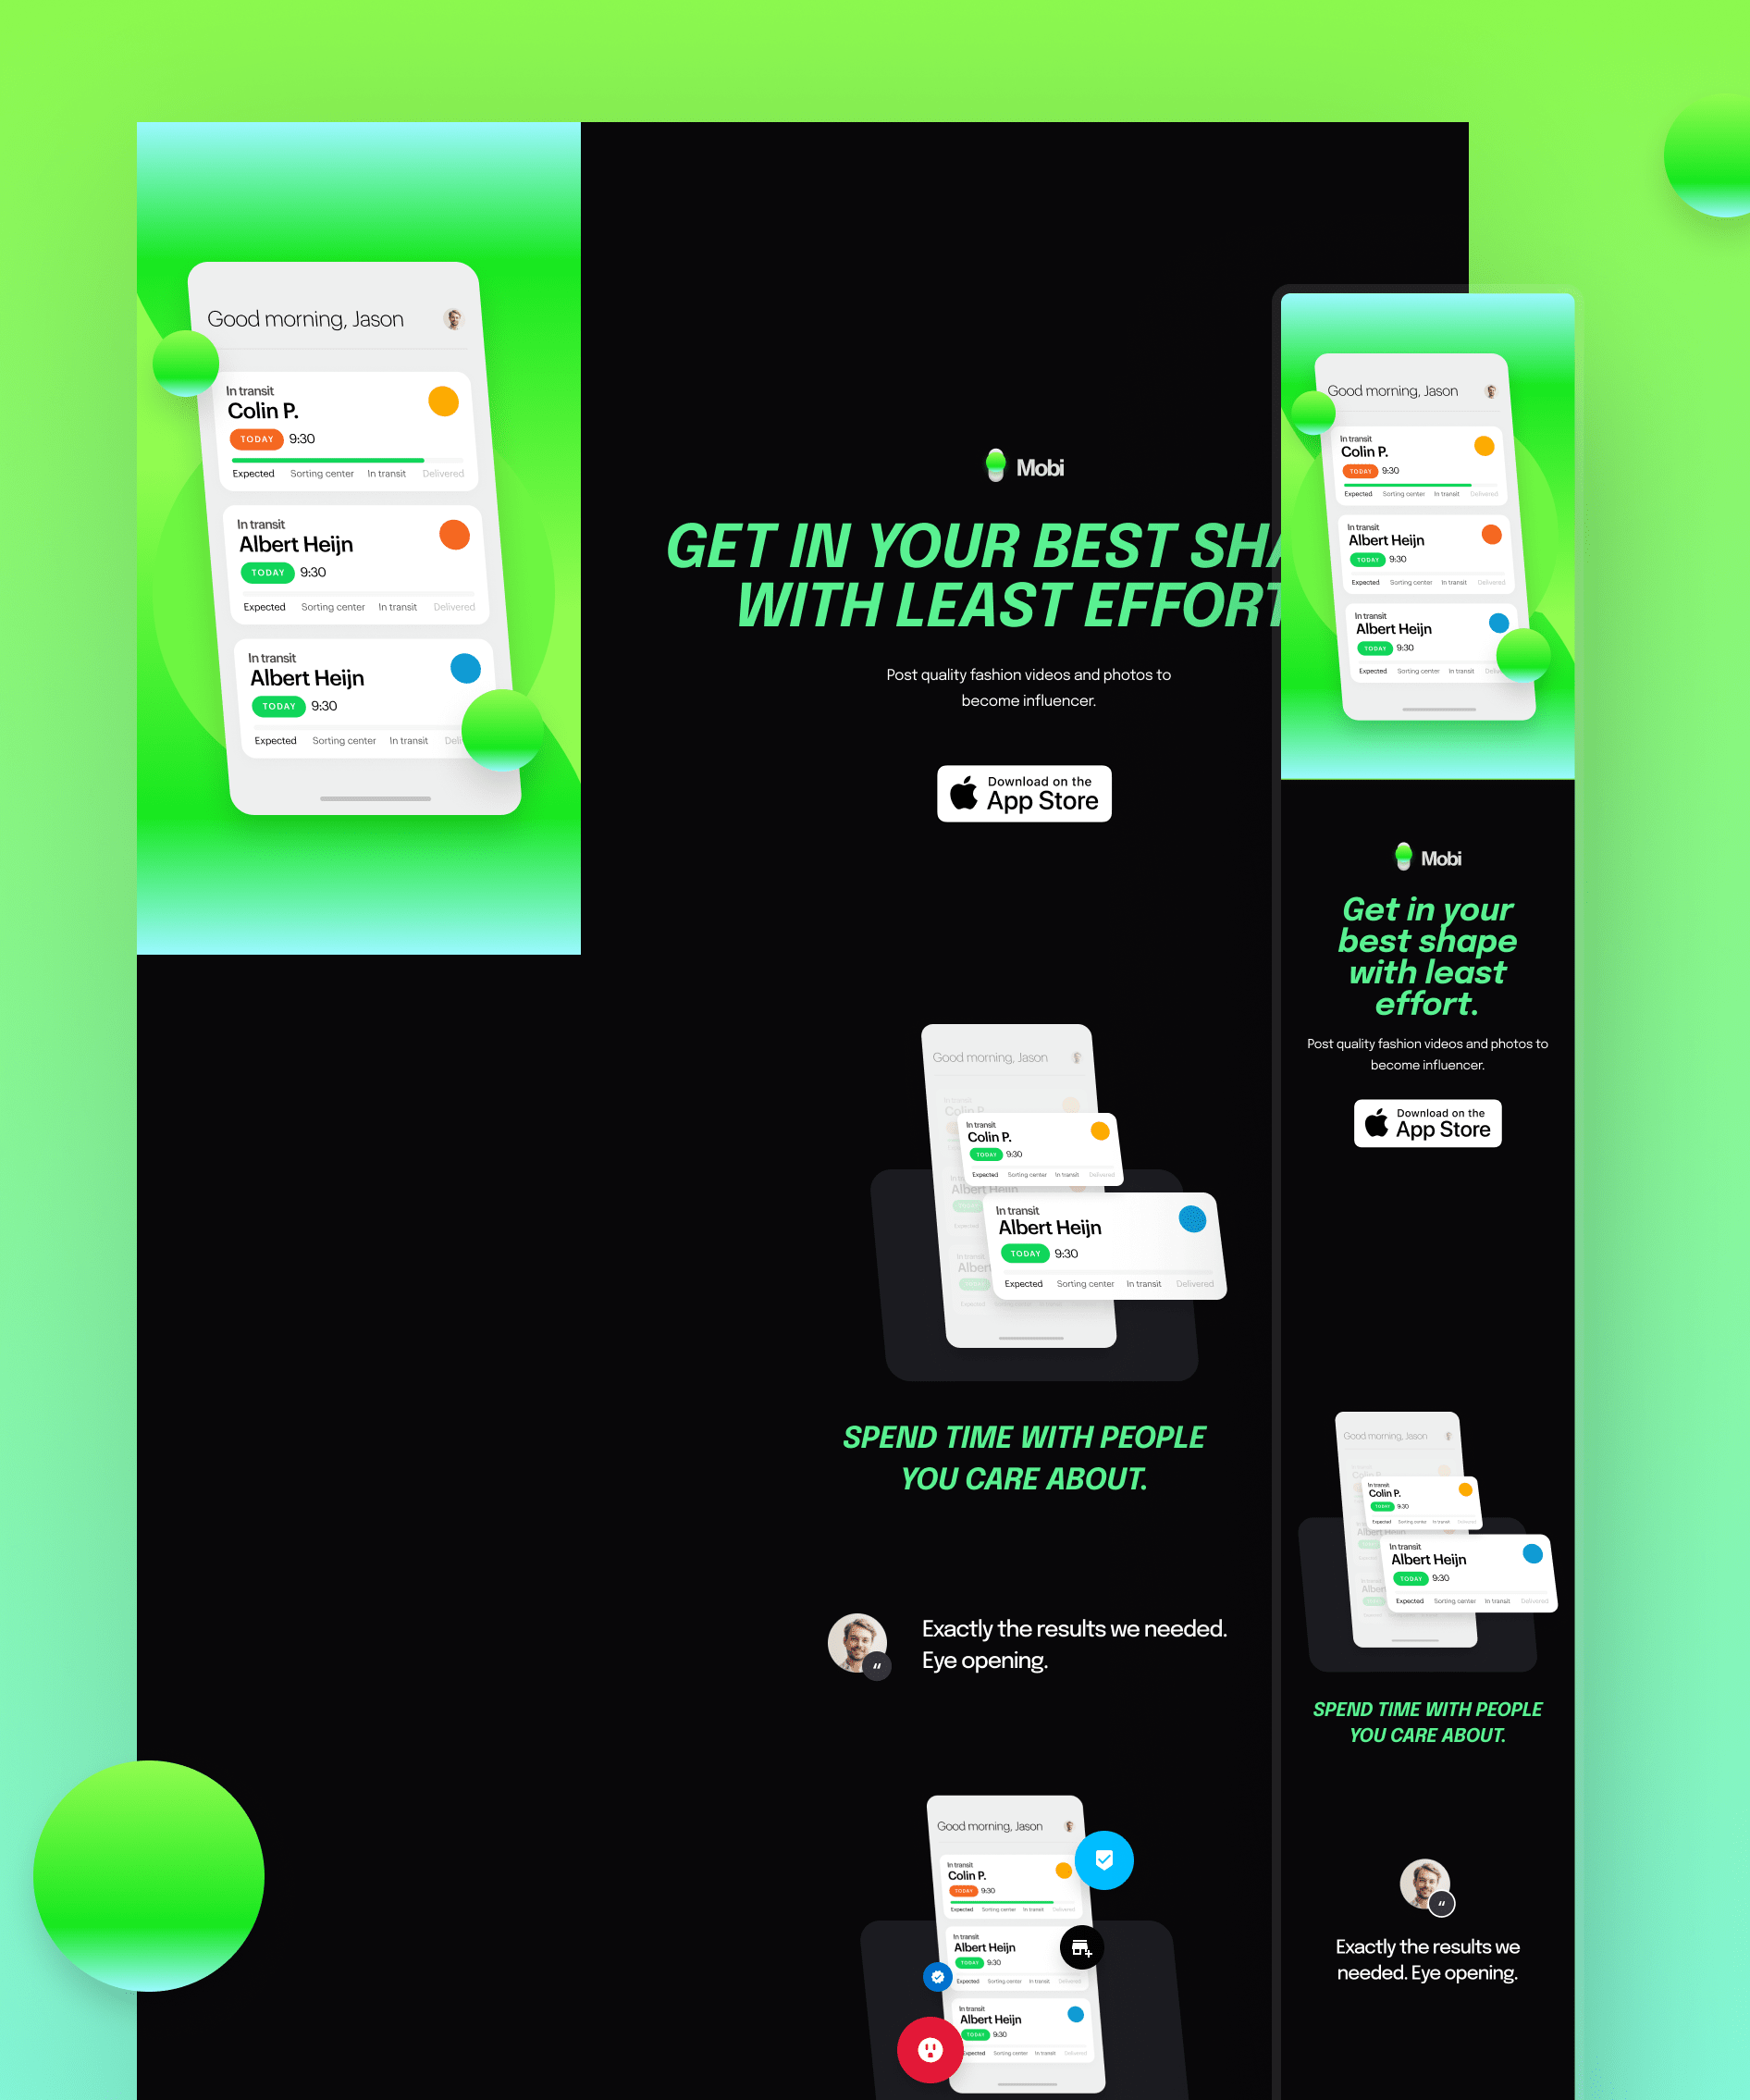 Good morning, Jason
In transit
Colin P.
TODAY 9:30
Expected Sorting center In transit Delivered
In transit
Albert Heijn
TODAY 9:30
Expected Sorting center In transit Delivered
In transit
Albert Heijn
TODAY 9:30
Expected Sorting center In transit Deli
Mobi
GET IN YOUR BEST SHA
WITH LEAST EFFORT
Post quality fashion videos and photos to
become influencer.
Download on the
App Store
Good morning, Jason
In transit
Colin P.
In transit
Colin P.
TODAY 9:30
Expected Sorting center In transit Delivered
Albert Heijn
In transit
Albert Heijn
TODAY 9:30
Expected Sorting center In transit Delivered
In transit
Alber
Expected
SPEND TIME WITH PEOPLE
YOU CARE ABOUT.
“
Exactly the results we needed.
Eye opening.
Good morning, Jason
In transit
Colin P.
TODAY 9:30
Expected Sorting center In transit Delivered
In transit
Albert Heijn
TODAY 9:30
Expected Sorting center In transit Delivered
In transit
Albert Heijn
TODAY 9:30
xpected Sorting center In transit Delivered
Good morning, Jason
In transit
Colin P.
TODAY 9:30
Expected Sorting center In transit Delivered
In transit
Albert Heijn
TODAY 9:30
Expected Sorting center In transit Delivered
In transit
Albert Heijn
TODAY 9:30
Expected Sorting center In transit Deli
Mobi
Get in your
best shape
with least
effort.
Post quality fashion videos and photos to
become influencer.
Download on the
App Store
Good morning, Jason
In transit
Colin P.
TODAY 9:30
Expected Sorting center In transit Delivered
Albert Heijn
In transit
Albert Heijn
TODAY 9:30
Expected Sorting center In transit Delivered
Alber
SPEND TIME WITH PEOPLE
YOU CARE ABOUT.
“
Exactly the results we
needed. Eye opening.